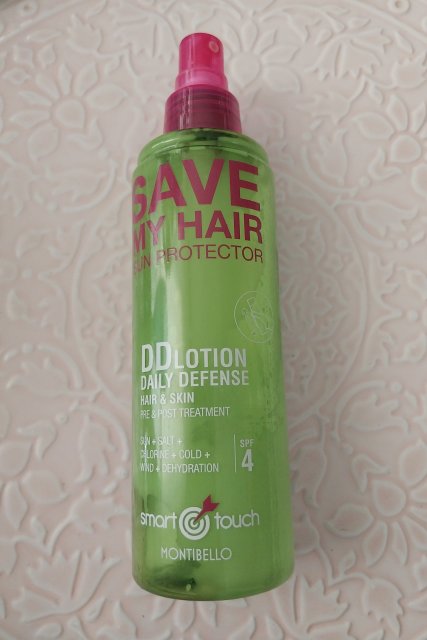 SAVE
MY HAIR
SUN PROTECTOR
DD LOTION
DAILY DEFENSE
HAIR & SKIN
PRE & POST TREATMENT
SUN + SALT +
CHLORINE + COLD +
WIND + DEHYDRATION
SPF
4
smart touch
MONTIBELLO